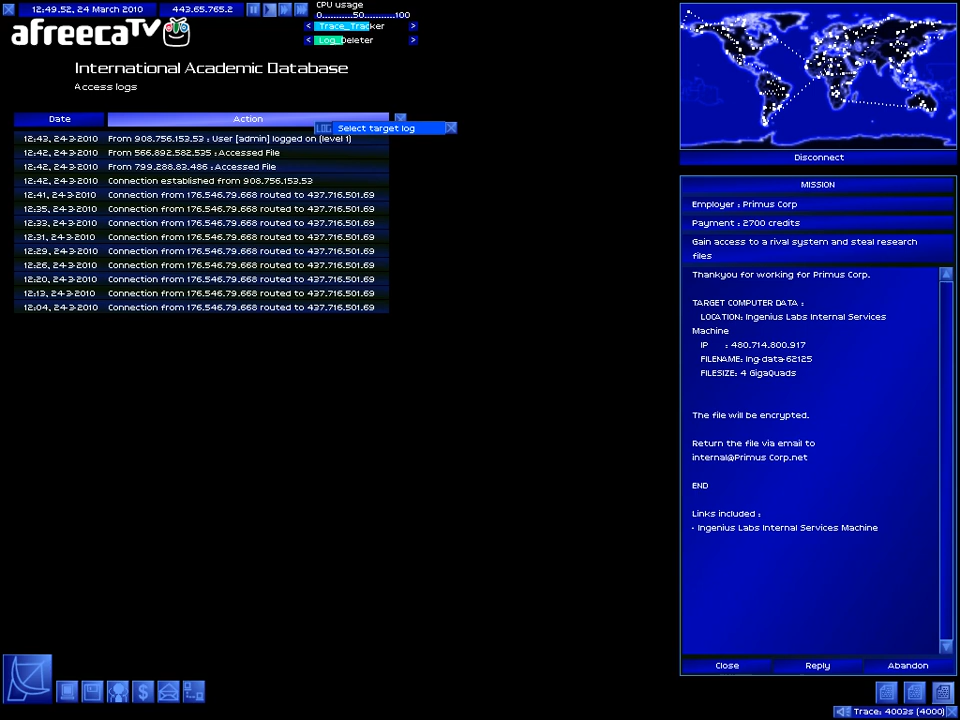 12:49.52, 24 March 2010
443.65.765.2
CPU usage
0..........50..........100
afreecaTV
< Trace_Tracker >
< Log_Deleter >
International Academic Database
Access logs
Date Action
LOG Select target log
12:43, 24-3-2010 From 908.756.153.53 : User [admin] logged on (level 1)
12:42, 24-3-2010 From 566.892.582.535 : Accessed File
12:42, 24-3-2010 From 799.288.83.486 : Accessed File
12:42, 24-3-2010 Connection established from 908.756.153.53
12:41, 24-3-2010 Connection from 176.546.79.668 routed to 437.716.501.69
12:35, 24-3-2010 Connection from 176.546.79.668 routed to 437.716.501.69
12:33, 24-3-2010 Connection from 176.546.79.668 routed to 437.716.501.69
12:31, 24-3-2010 Connection from 176.546.79.668 routed to 437.716.501.69
12:29, 24-3-2010 Connection from 176.546.79.668 routed to 437.716.501.69
12:26, 24-3-2010 Connection from 176.546.79.668 routed to 437.716.501.69
12:20, 24-3-2010 Connection from 176.546.79.668 routed to 437.716.501.69
12:13, 24-3-2010 Connection from 176.546.79.668 routed to 437.716.501.69
12:04, 24-3-2010 Connection from 176.546.79.668 routed to 437.716.501.69
Disconnect
MISSION
Employer : Primus Corp
Payment : 2700 credits
Gain access to a rival system and steal research
files
Thankyou for working for Primus Corp.
TARGET COMPUTER DATA :
LOCATION: Ingenius Labs Internal Services
Machine
IP : 480.714.800.917
FILENAME: Ing-data-62125
FILESIZE: 4 GigaQuads
The file will be encrypted.
Return the file via email to
internal@Primus Corp.net
END
Links included :
- Ingenius Labs Internal Services Machine
Close Reply Abandon
Trace: 4003s (4000)